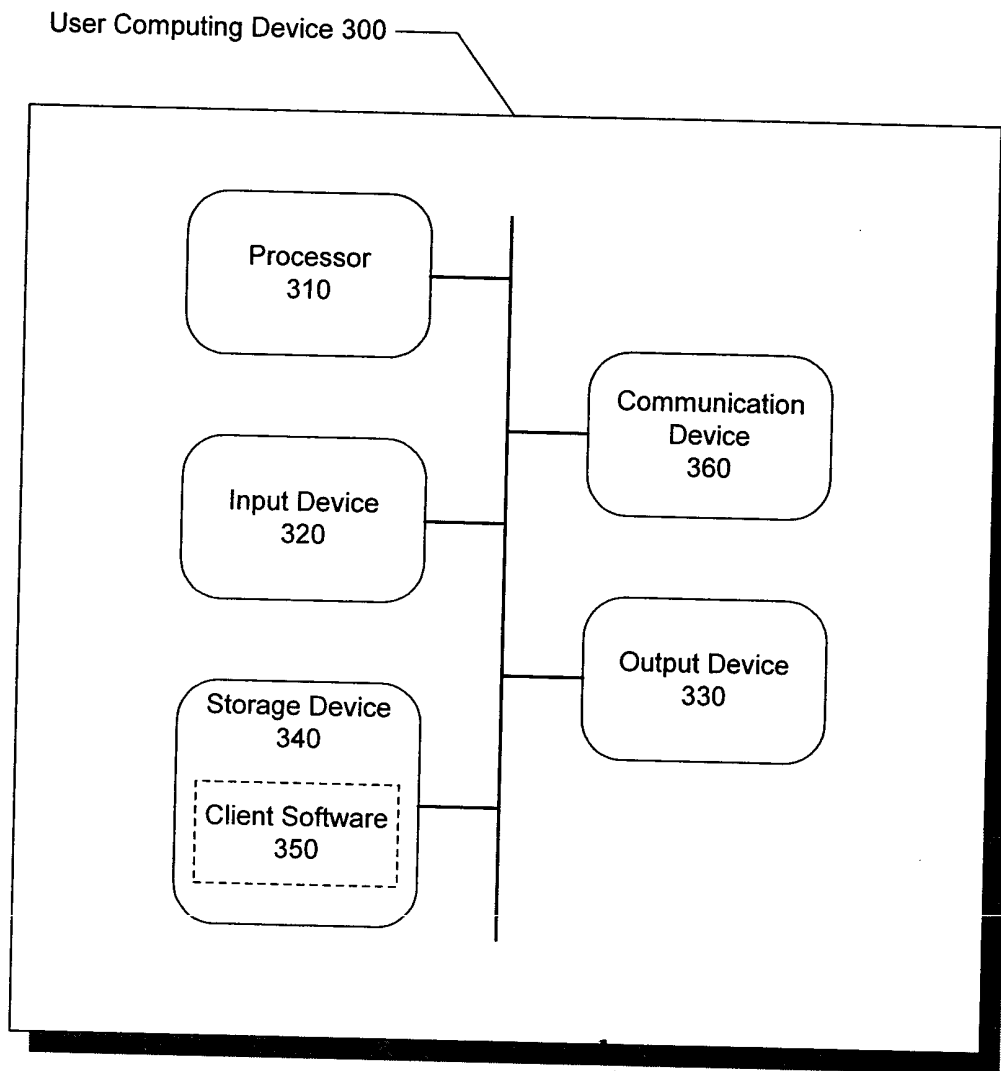 User Computing Device 300
Processor
310
Communication
Device
360
Input Device
320
Output Device
330
Storage Device
340
Client Software
350